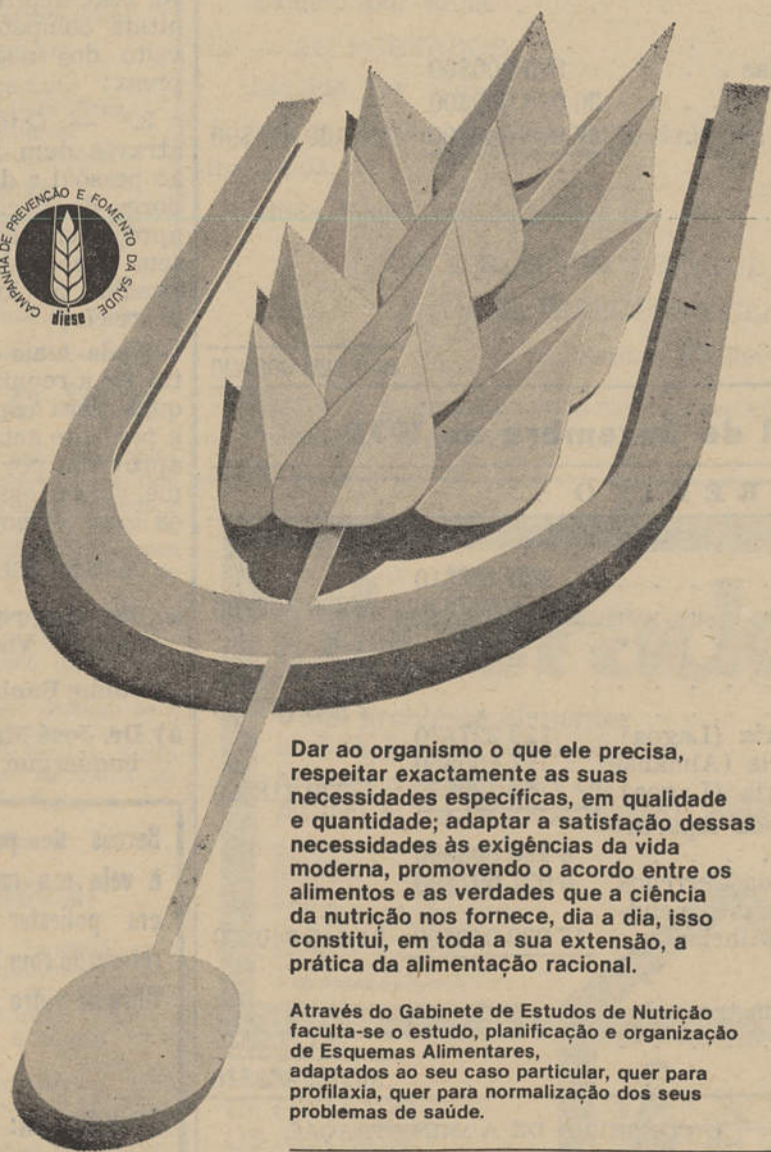 CAMPANHA DE PREVENÇÃO E FOMENTO DA SAÚDE
diese
Dar ao organismo o que ele precisa,
respeitar exactamente as suas
necessidades específicas, em qualidade
e quantidade; adaptar a satisfação dessas
necessidades às exigências da vida
moderna, promovendo o acordo entre os
alimentos e as verdades que a ciência
da nutrição nos fornece, dia a dia, isso
constitui, em toda a sua extensão, a
prática da alimentação racional.
Através do Gabinete de Estudos de Nutrição
faculta-se o estudo, planificação e organização
de Esquemas Alimentares,
adaptados ao seu caso particular, quer para
profilaxia, quer para normalização dos seus
problemas de saúde.